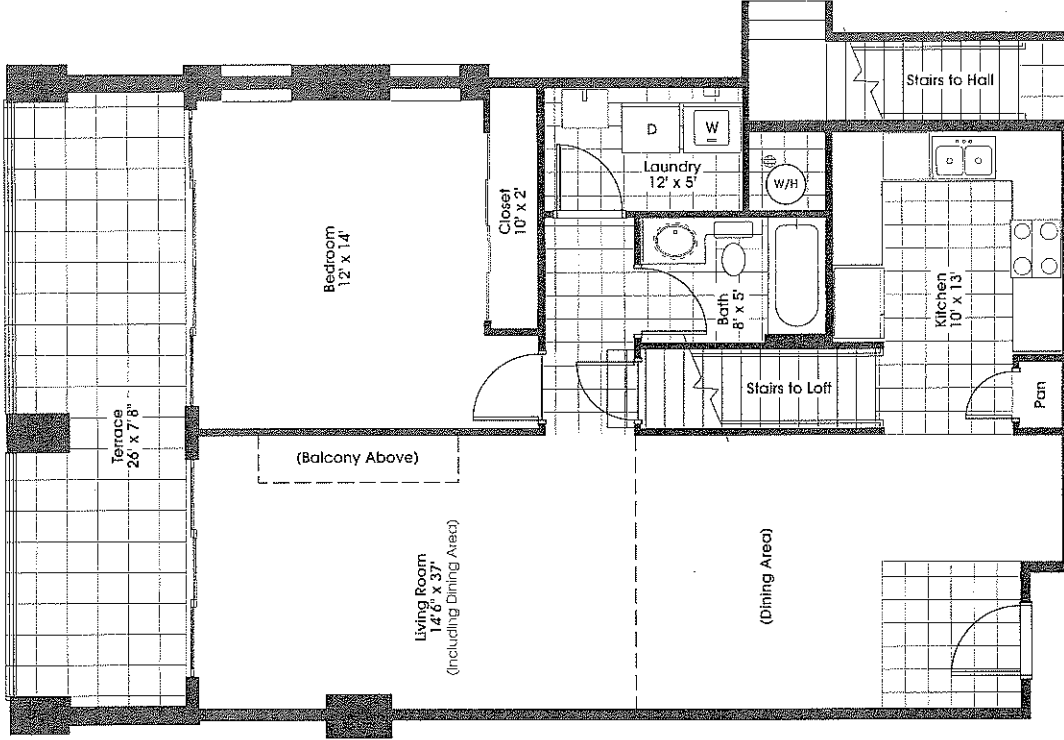 Stairs to Hall
D
W
Laundry
12' x 5'
W/H
Closet
10' x 2'
Bedroom
12' x 14'
Bath
8' x 5'
Kitchen
10' x 13'
Stairs to Loft
Pan
Terrace
26' x 7'8"
(Balcony Above)
Living Room
14'6" x 37'
(Including Dining Area)
(Dining Area)